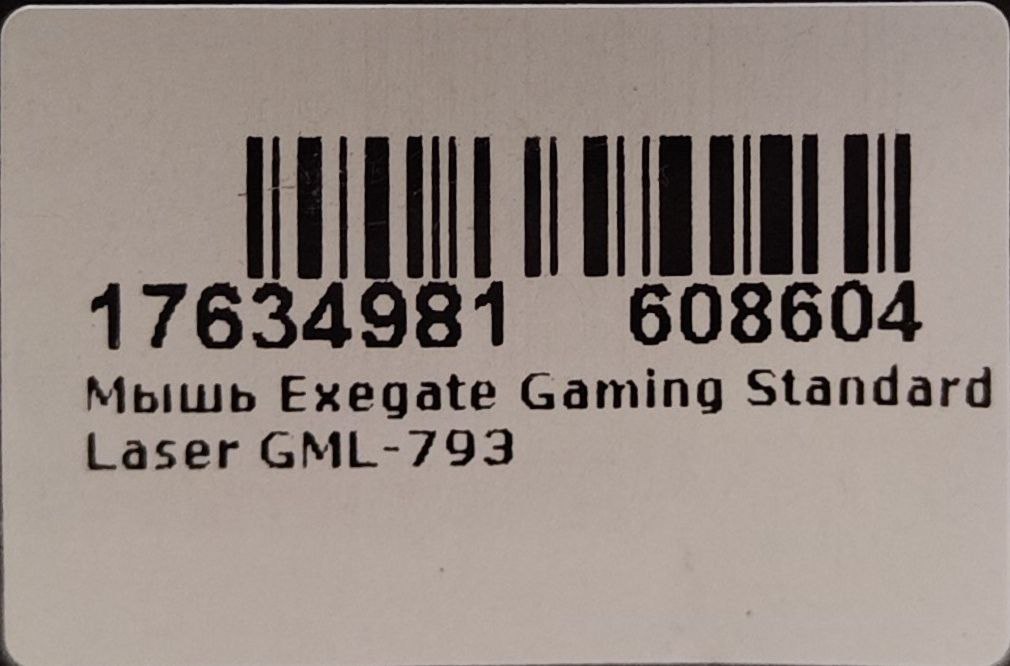 17634981 608604
Мышь Exegate Gaming Standard
Laser GML-793